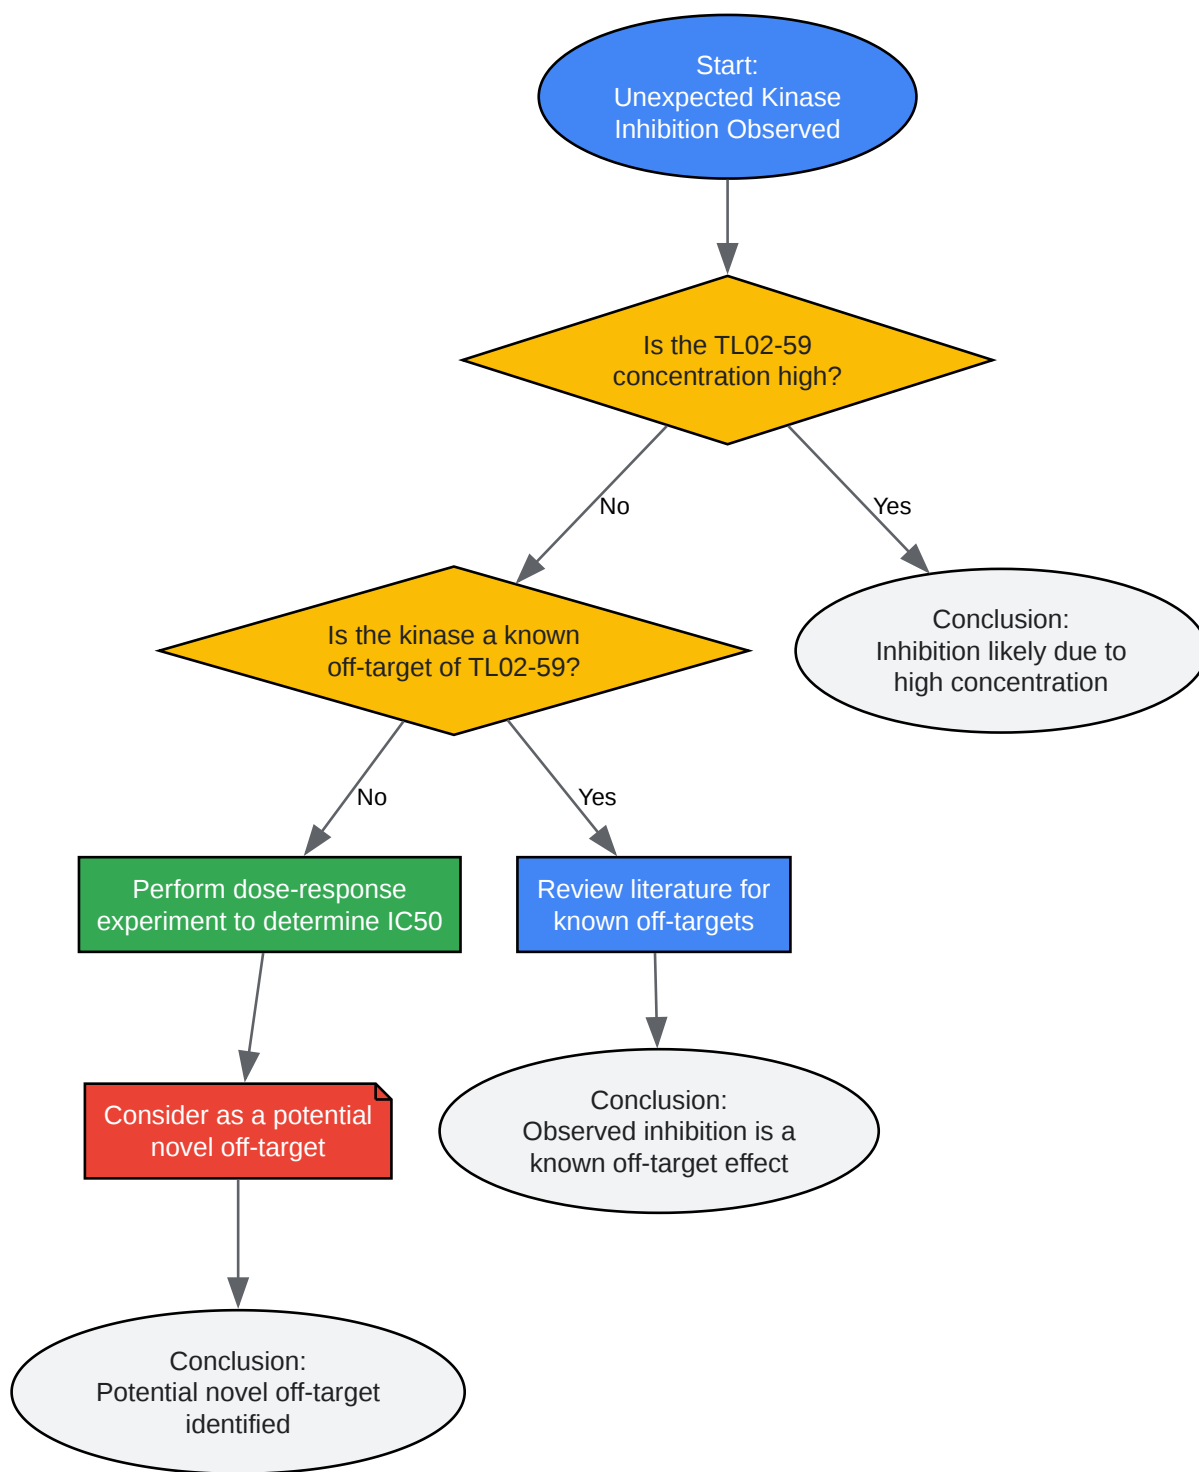 Start:
Unexpected Kinase
Inhibition Observed
Is the TL02-59
concentration high?
No
Yes
Is the kinase a known
off-target of TL02-59?
Conclusion:
Inhibition likely due to
high concentration
No
Yes
Perform dose-response
experiment to determine IC50
Review literature for
known off-targets
Consider as a potential
novel off-target
Conclusion:
Observed inhibition is a
known off-target effect
Conclusion:
Potential novel off-target
identified